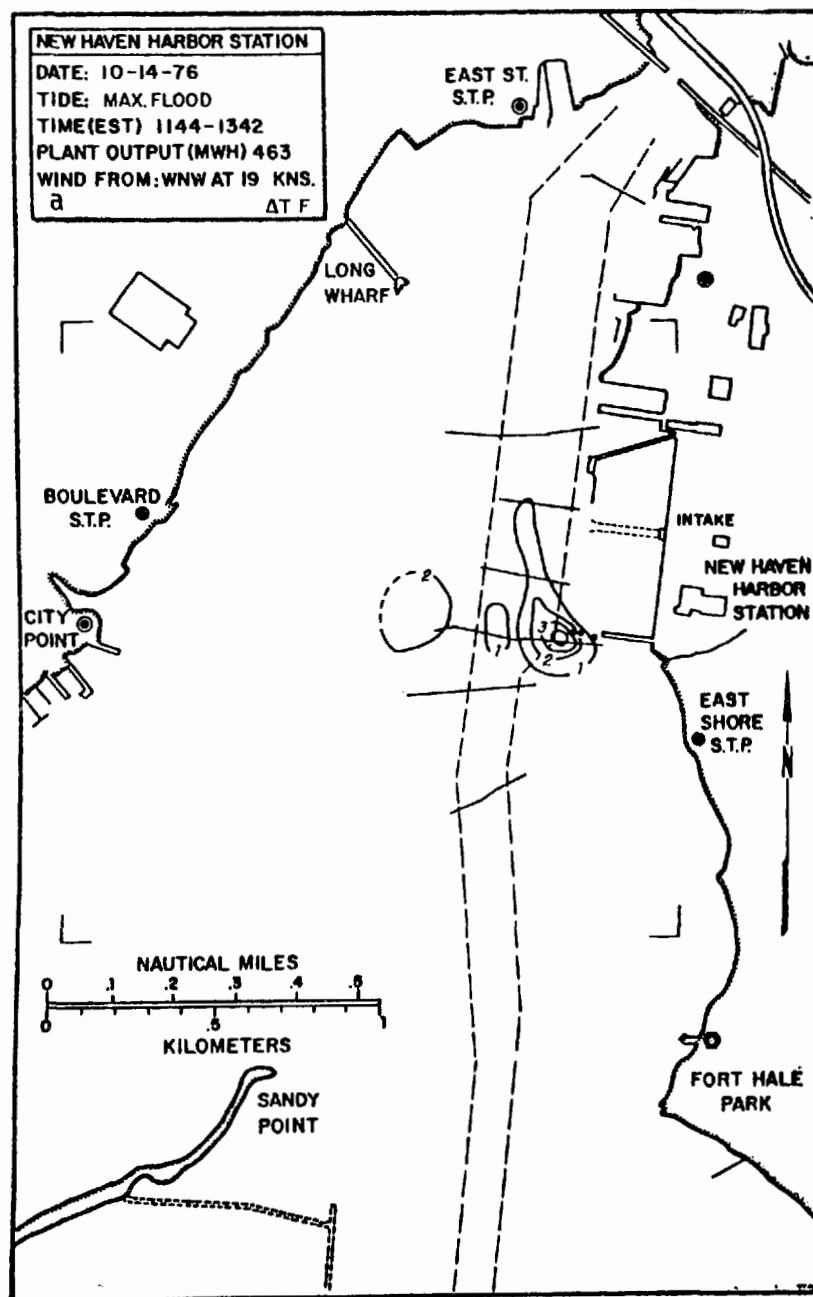 NEW HAVEN HARBOR STATION
DATE: 10-14-76
TIDE: MAX. FLOOD
TIME(EST) 1144-1342
PLANT OUTPUT (MWH) 463
WIND FROM: WNW AT 19 KNS.
a ΔT F
EAST ST.
S.T.P.
LONG
WHARF
BOULEVARD
S.T.P.
INTAKE
NEW HAVEN
HARBOR
STATION
CITY
POINT
2
1
3
2
1
EAST
SHORE
S.T.P.
N
NAUTICAL MILES
0 .1 .2 .3 .4 .5
0 .5 1
KILOMETERS
SANDY
POINT
FORT HALE
PARK